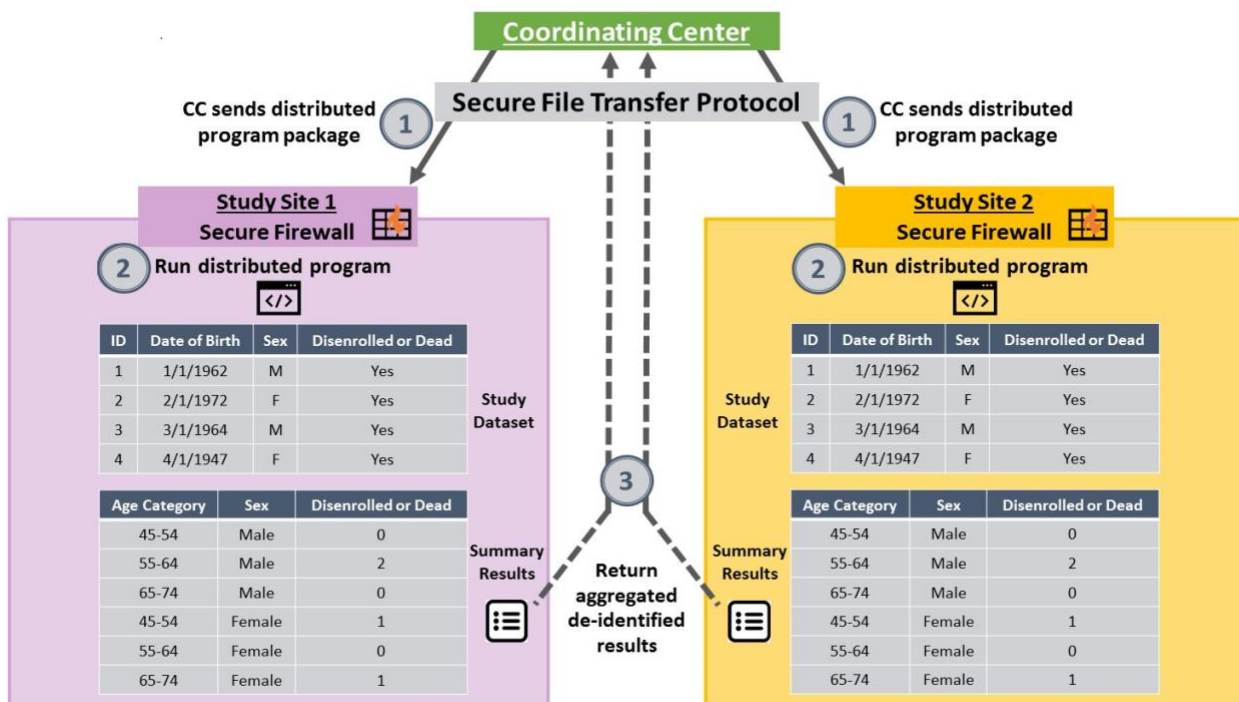 Coordinating Center
Secure File Transfer Protocol
CC sends distributed
program package
1
1
CC sends distributed
program package
Study Site 1
Secure Firewall
2
Run distributed program
</>
ID Date of Birth Sex Disenrolled or Dead
1 1/1/1962 M Yes
2 2/1/1972 F Yes
3 3/1/1964 M Yes
4 4/1/1947 F Yes
Study
Dataset
Age Category Sex Disenrolled or Dead
45-54 Male 0
55-64 Male 2
65-74 Male 0
45-54 Female 1
55-64 Female 0
65-74 Female 1
Summary
Results
3
Return
aggregated
de-identified
results
Study Site 2
Secure Firewall
2
Run distributed program
</>
Study
Dataset
ID Date of Birth Sex Disenrolled or Dead
1 1/1/1962 M Yes
2 2/1/1972 F Yes
3 3/1/1964 M Yes
4 4/1/1947 F Yes
Summary
Results
Age Category Sex Disenrolled or Dead
45-54 Male 0
55-64 Male 2
65-74 Male 0
45-54 Female 1
55-64 Female 0
65-74 Female 1